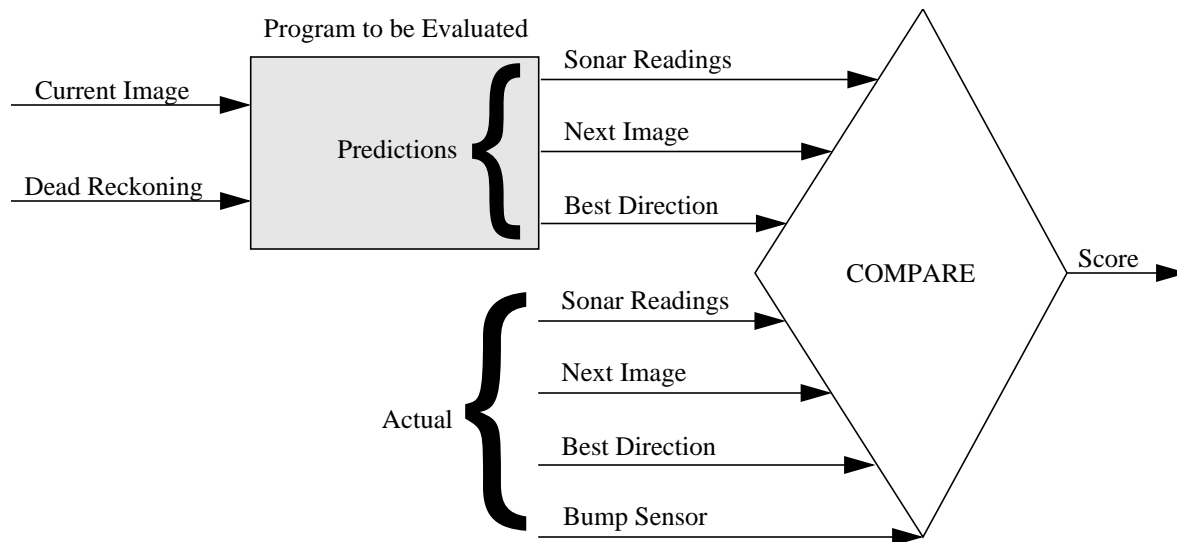 Program to be Evaluated
Current Image
Dead Reckoning
Predictions
Sonar Readings
Next Image
Best Direction
COMPARE
Score
Actual
Sonar Readings
Next Image
Best Direction
Bump Sensor